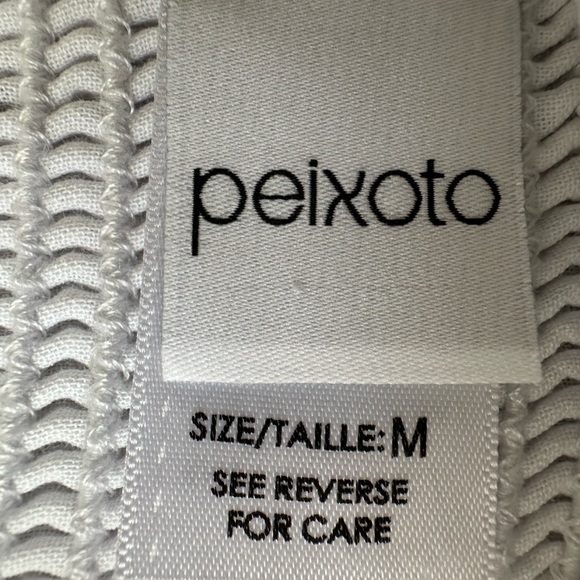 peixoto
SIZE/TAILLE: M
SEE REVERSE
FOR CARE